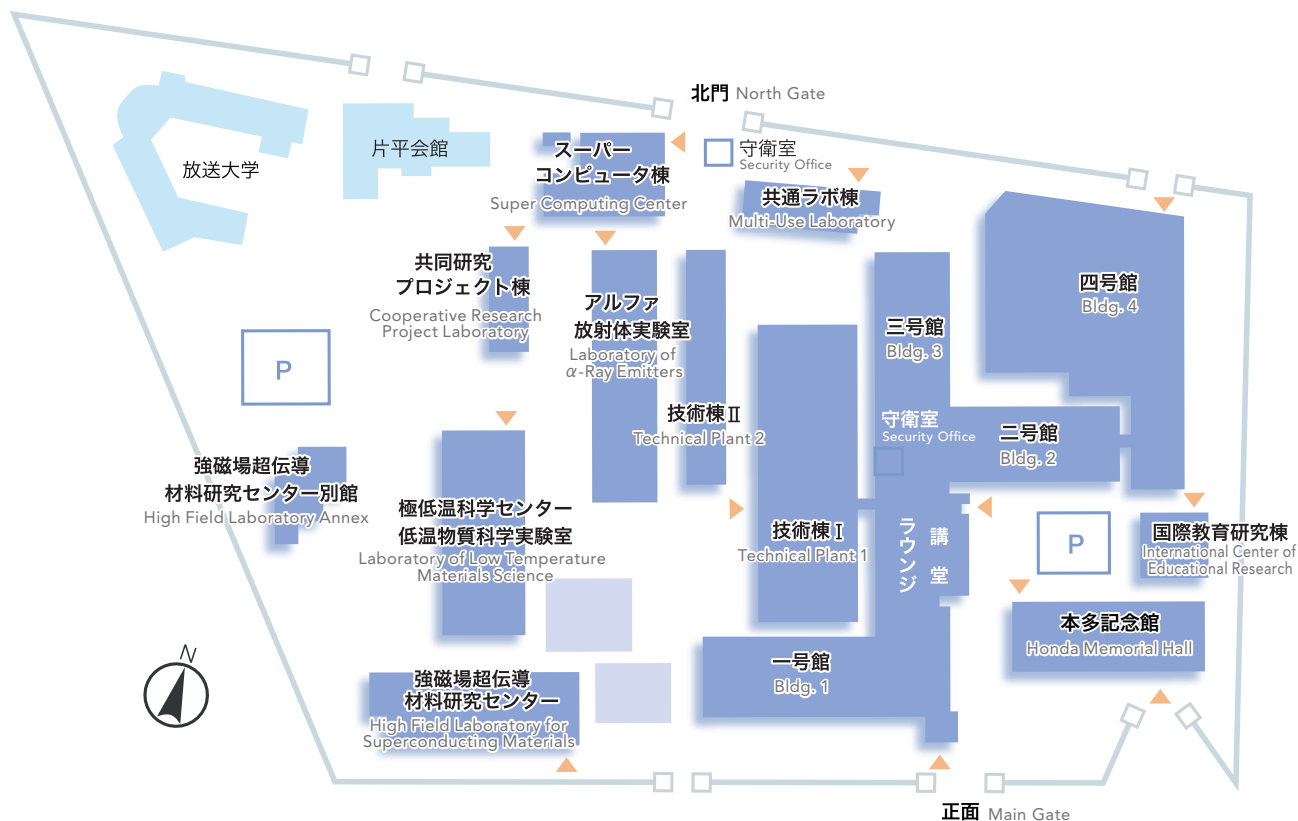 北門 North Gate
放送大学
片平会館
スーパー
コンピュータ棟
Super Computing Center
守衛室
Security Office
共通ラボ棟
Multi-Use Laboratory
共同研究
プロジェクト棟
Cooperative Research
Project Laboratory
アルファ
放射体実験室
Laboratory of
α-Ray Emitters
技術棟Ⅱ
Technical Plant 2
三号館
Bldg. 3
四号館
Bldg. 4
P
守衛室
Security Office
二号館
Bldg. 2
強磁場超伝導
材料研究センター別館
High Field Laboratory Annex
極低温科学センター
低温物質科学実験室
Laboratory of Low Temperature
Materials Science
技術棟Ⅰ
Technical Plant 1
ラウンジ
講堂
P
国際教育研究棟
International Center of
Educational Research
本多記念館
Honda Memorial Hall
一号館
Bldg. 1
N
強磁場超伝導
材料研究センター
High Field Laboratory for
Superconducting Materials
正面 Main Gate